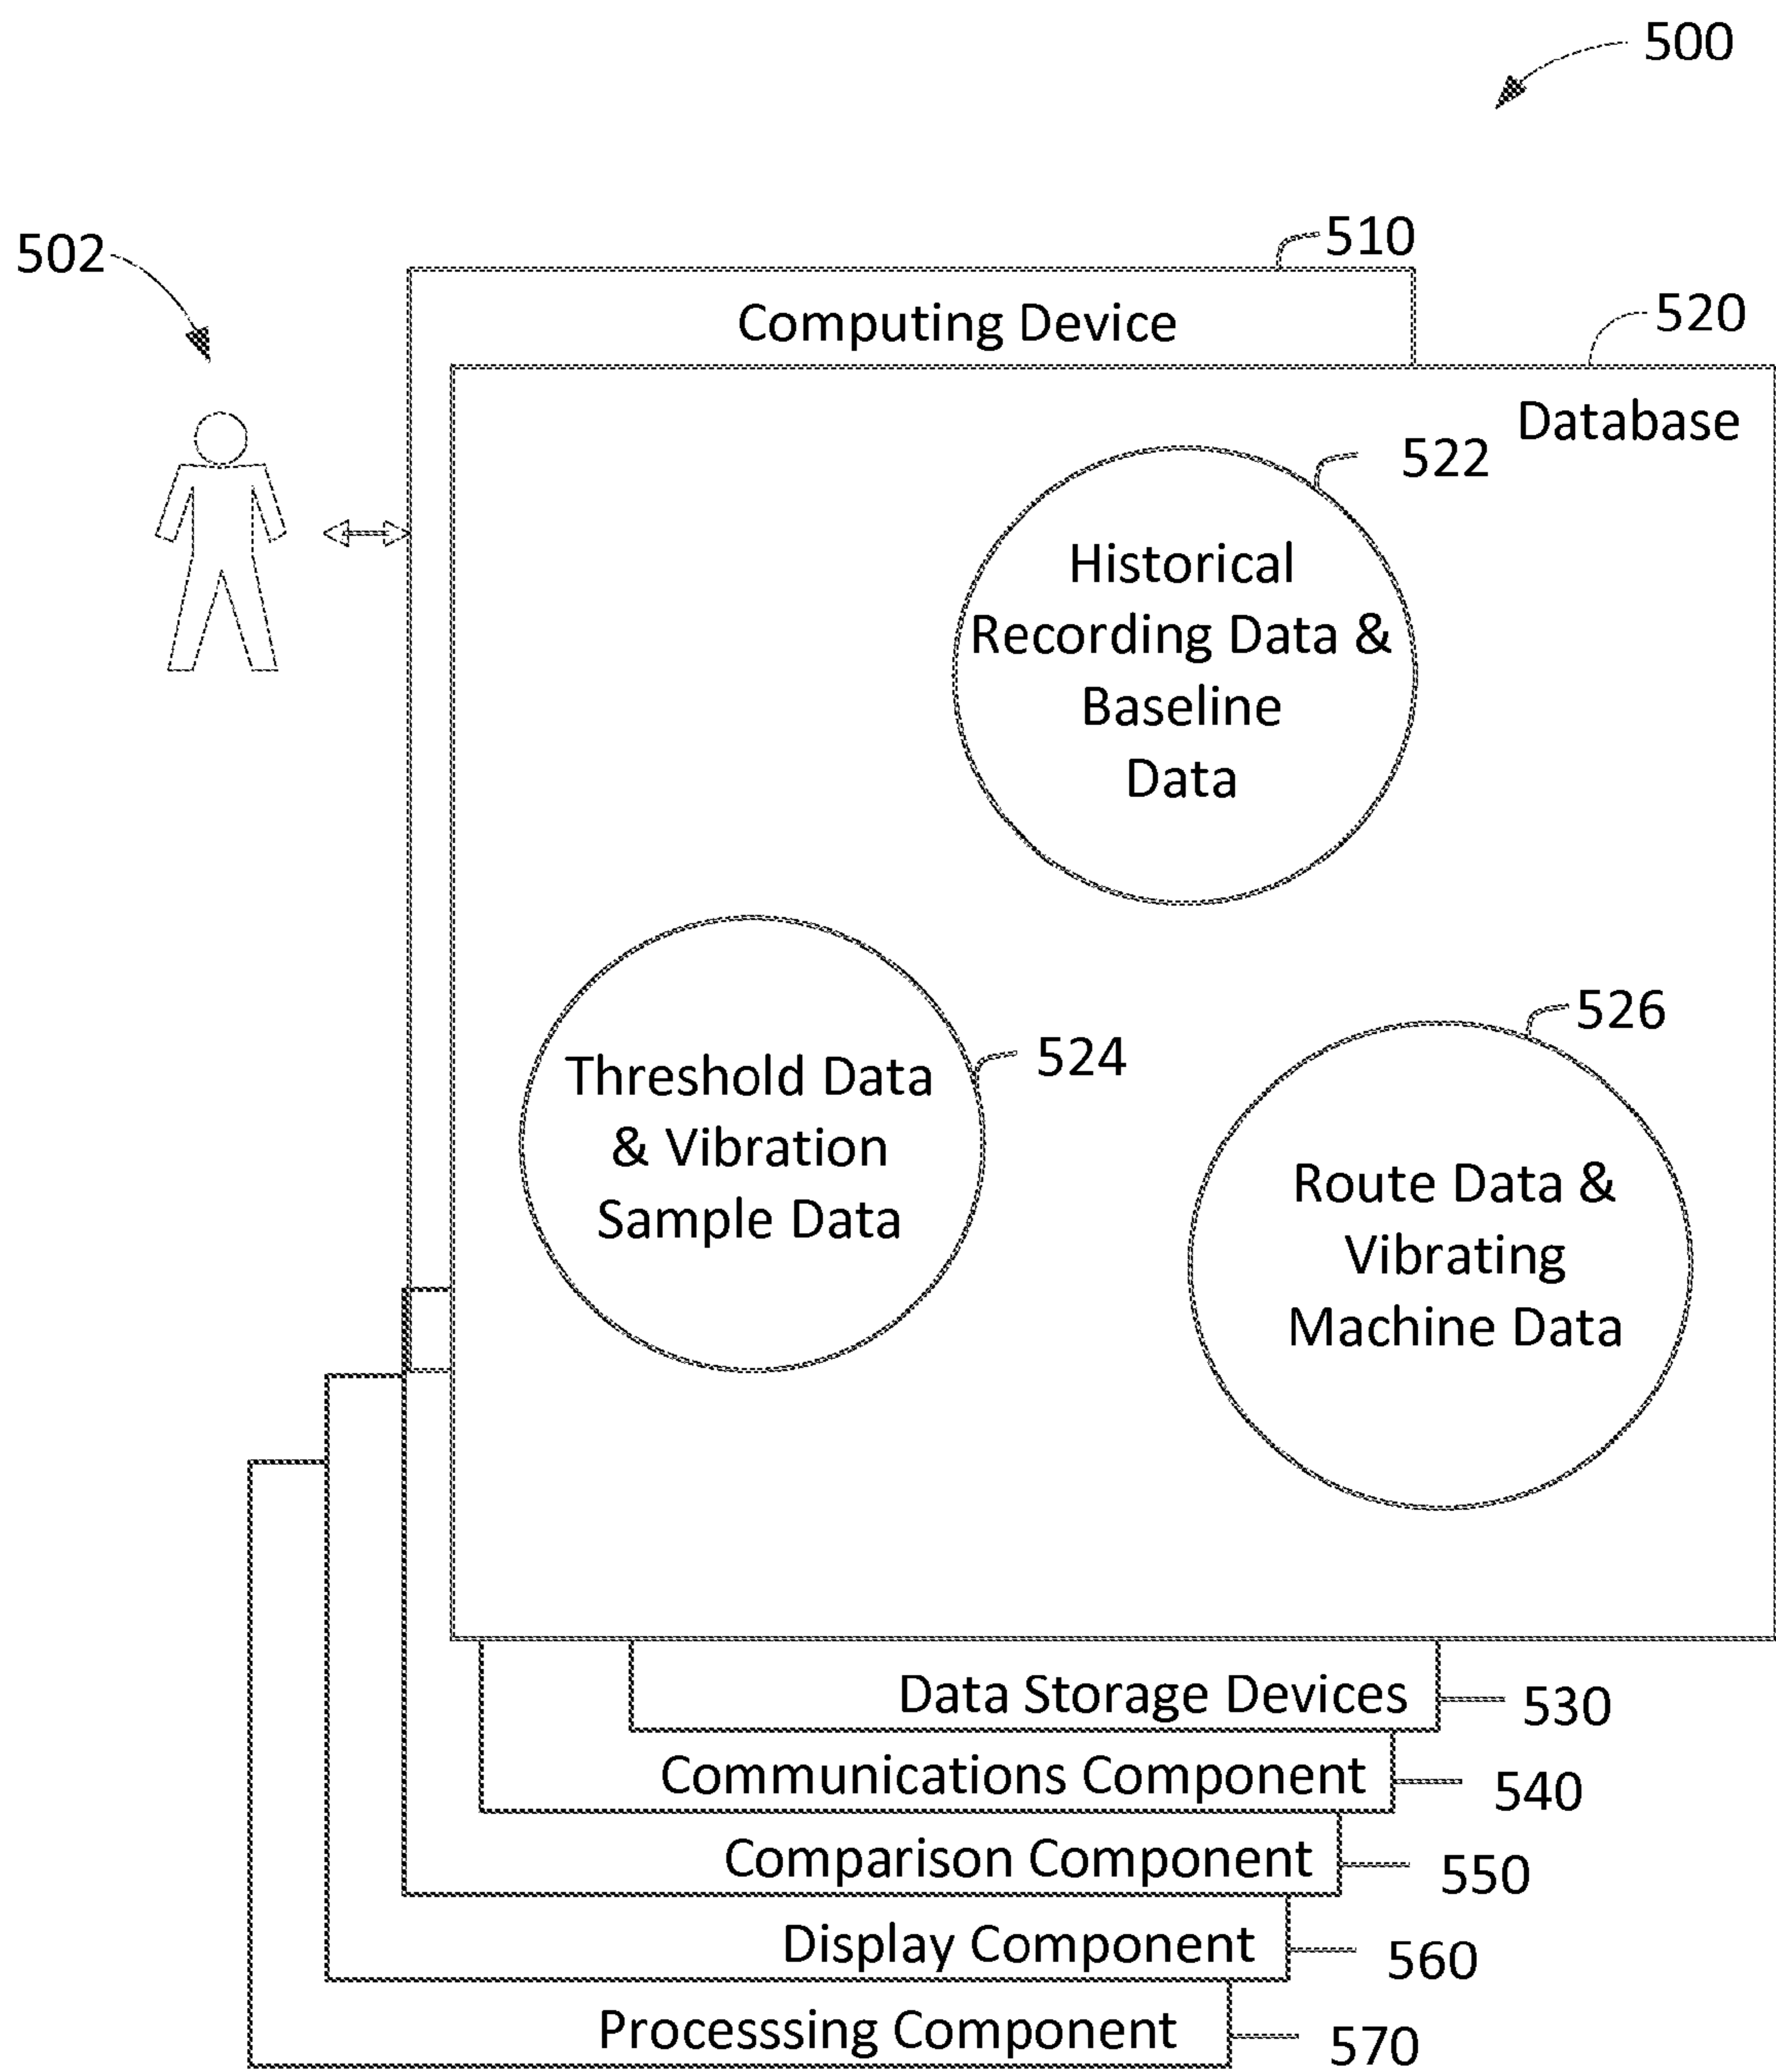 500
502
510
Computing Device
520
Database
522
Historical
Recording Data &
Baseline
Data
526
524
Threshold Data
& Vibration
Sample Data
Route Data &
Vibrating
Machine Data
Data Storage Devices
530
Communications Component
540
Comparison Component
550
Display Component
560
Processsing Component
570